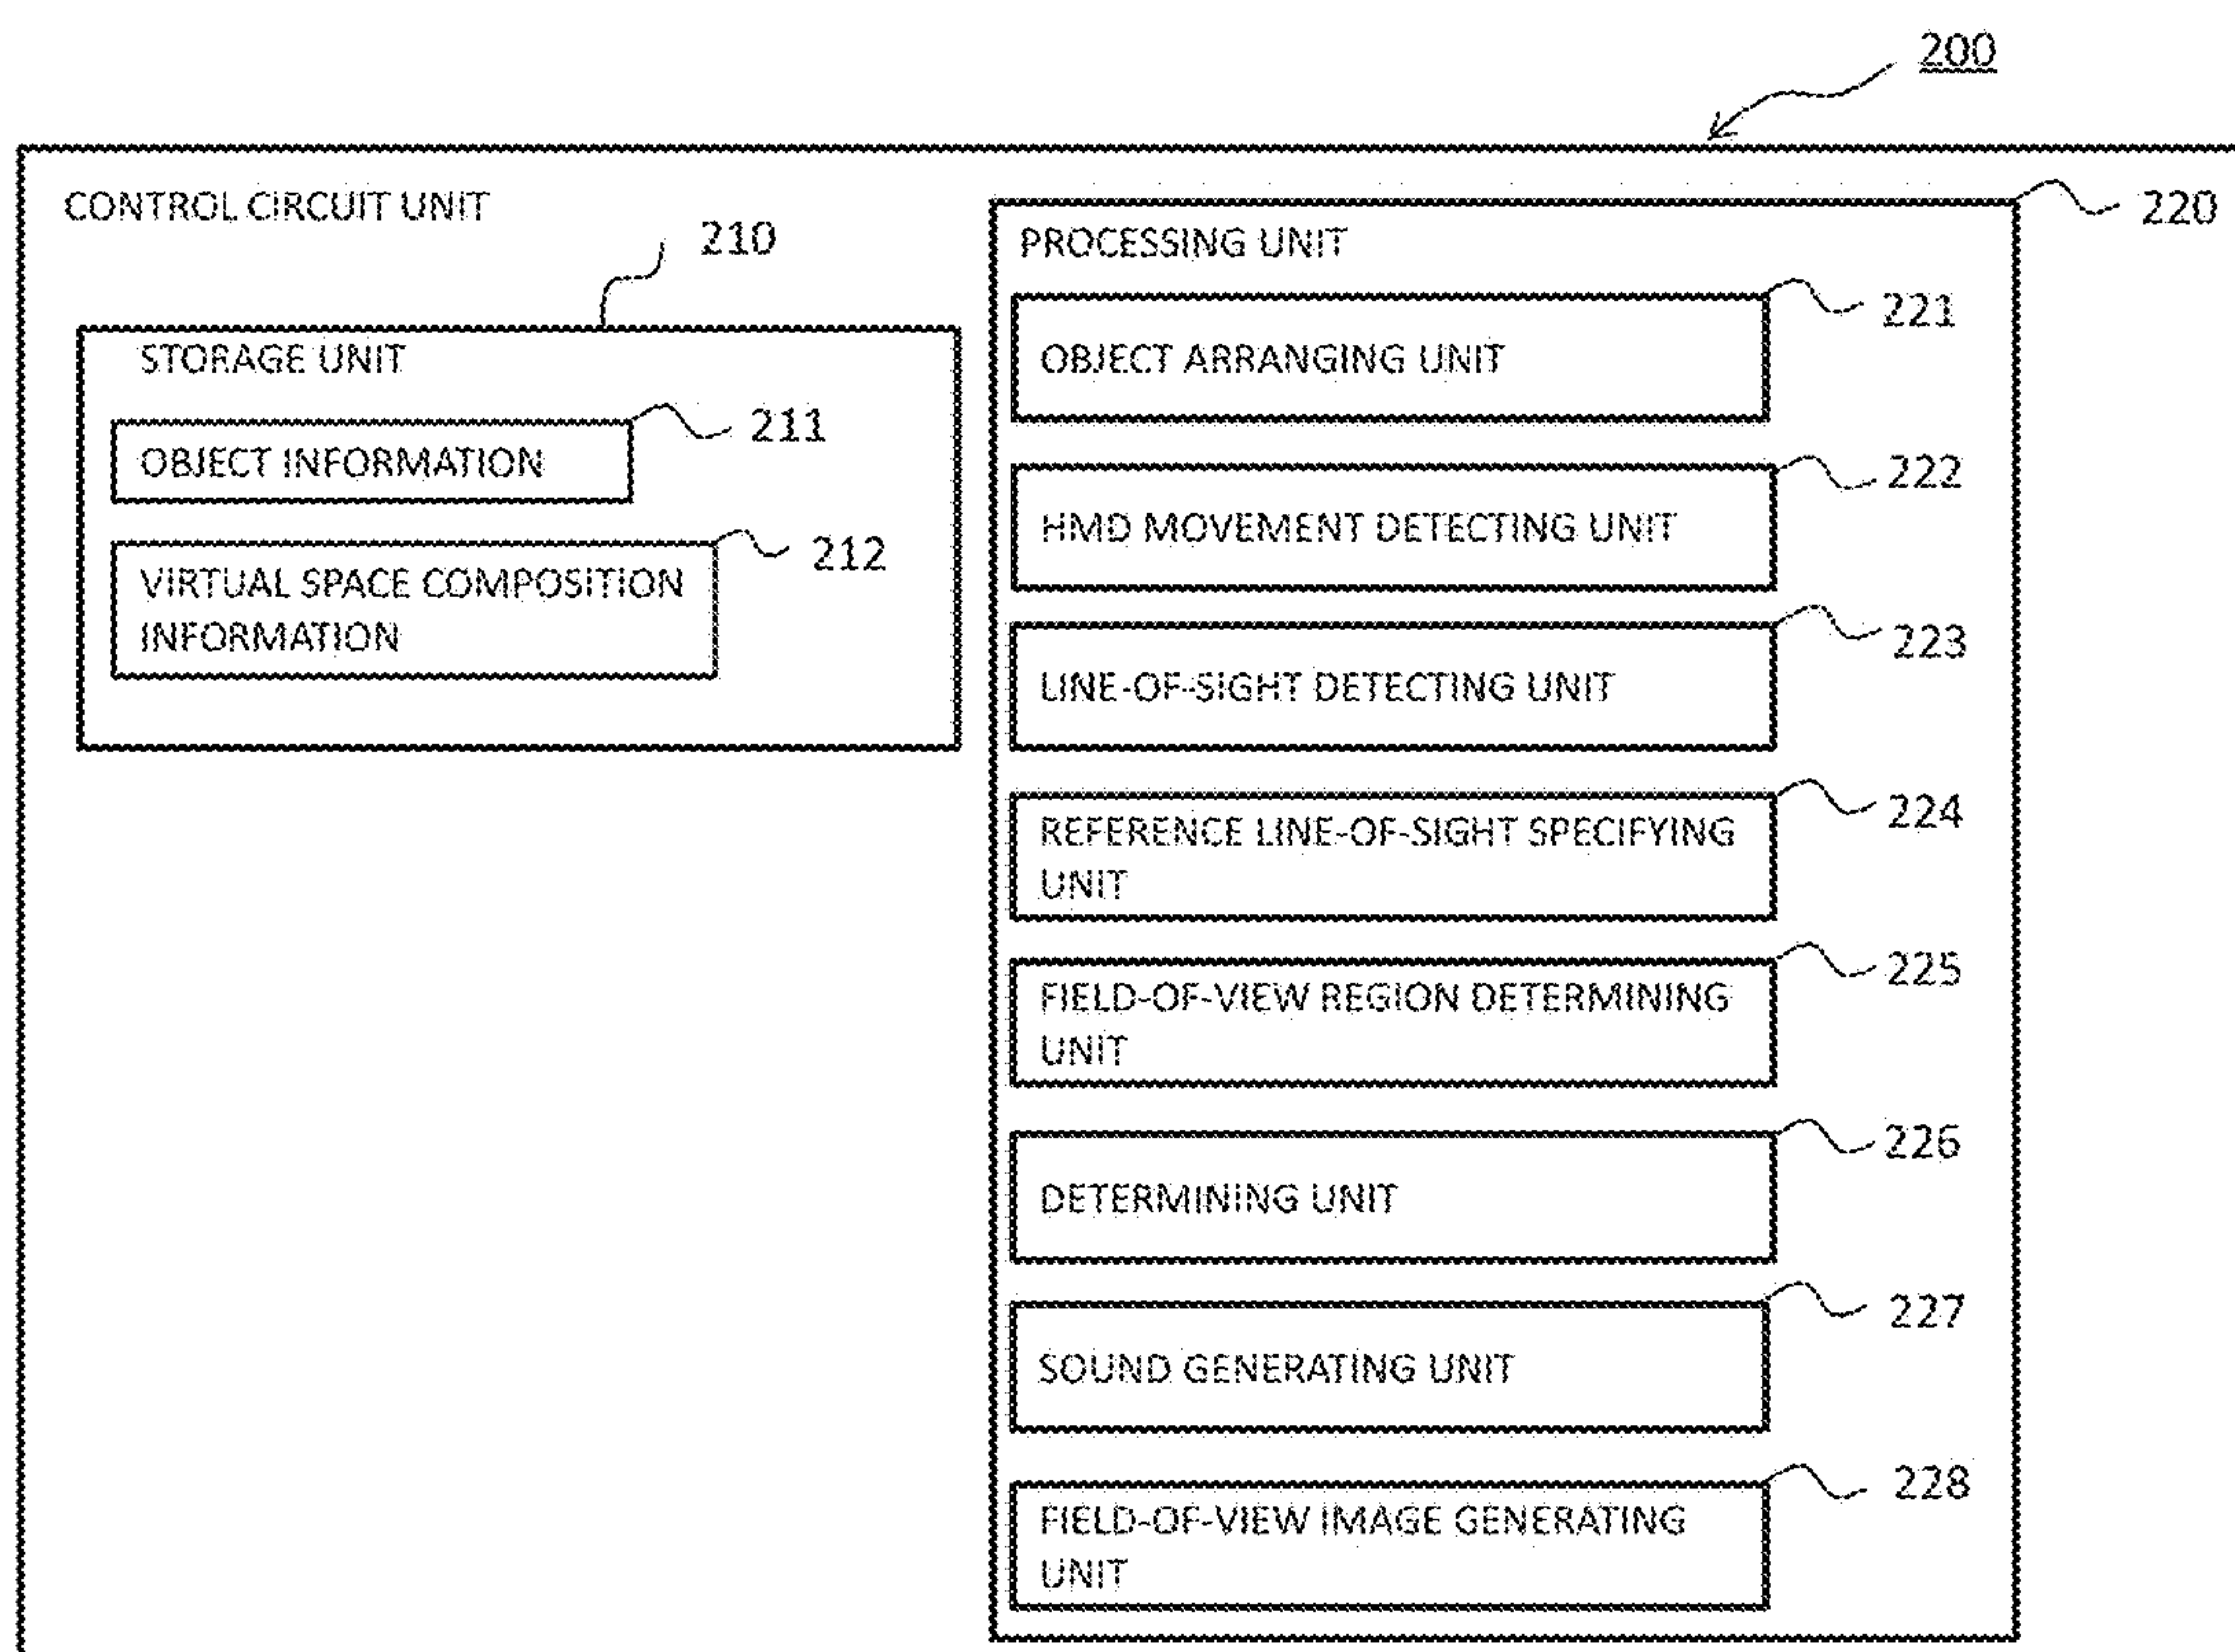 200
CONTROL CIRCUIT UNIT
210
STORAGE UNIT
211
OBJECT INFORMATION
212
VIRTUAL SPACE COMPOSITION
INFORMATION
220
PROCESSING UNIT
221
OBJECT ARRANGING UNIT
222
HMD MOVEMENT DETECTING UNIT
223
LINE-OF-SIGHT DETECTING UNIT
224
REFERENCE LINE-OF-SIGHT SPECIFYING
UNIT
225
FIELD-OF-VIEW REGION DETERMINING
UNIT
226
DETERMINING UNIT
227
SOUND GENERATING UNIT
228
FIELD-OF-VIEW IMAGE GENERATING
UNIT